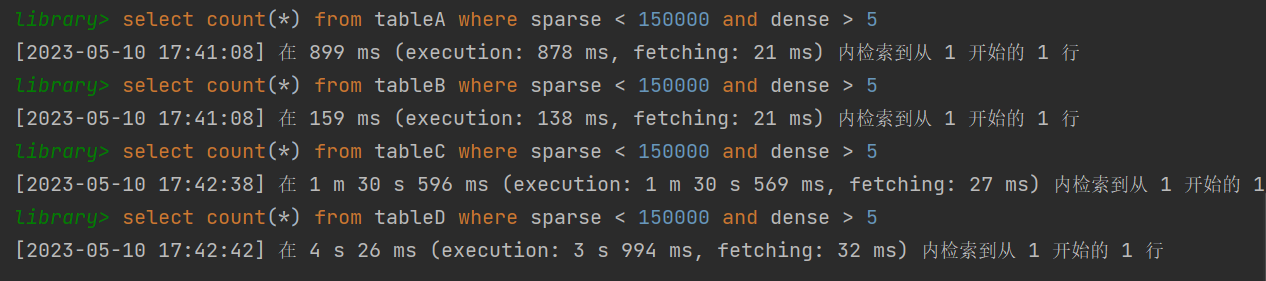 library> select count(*) from tableA where sparse < 150000 and dense > 5
[2023-05-10 17:41:08] 在 899 ms (execution: 878 ms, fetching: 21 ms) 内检索到从 1 开始的 1 行
library> select count(*) from tableB where sparse < 150000 and dense > 5
[2023-05-10 17:41:08] 在 159 ms (execution: 138 ms, fetching: 21 ms) 内检索到从 1 开始的 1 行
library> select count(*) from tableC where sparse < 150000 and dense > 5
[2023-05-10 17:42:38] 在 1 m 30 s 596 ms (execution: 1 m 30 s 569 ms, fetching: 27 ms) 内检索到从 1 开始的 1
library> select count(*) from tableD where sparse < 150000 and dense > 5
[2023-05-10 17:42:42] 在 4 s 26 ms (execution: 3 s 994 ms, fetching: 32 ms) 内检索到从 1 开始的 1 行